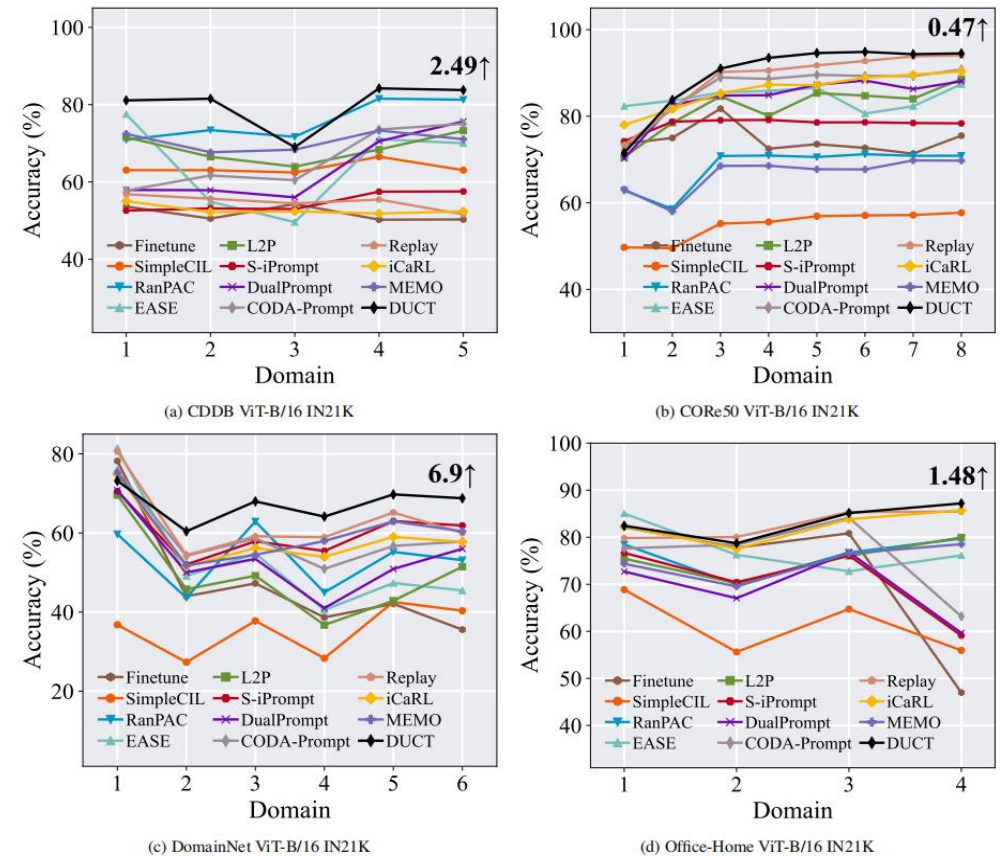 100
80
60
40
Accuracy (%)
2.49↑
Finetune L2P Replay
SimpleCIL S-iPrompt iCaRL
RanPAC DualPrompt MEMO
EASE CODA-Prompt DUCT
1 2 3 4 5
Domain
(a) CDDB ViT-B/16 IN21K
100
80
60
40
Accuracy (%)
0.47↑
Finetune L2P Replay
SimpleCIL S-iPrompt iCaRL
RanPAC DualPrompt MEMO
EASE CODA-Prompt DUCT
1 2 3 4 5 6 7 8
Domain
(b) CORe50 ViT-B/16 IN21K
80
60
40
20
Accuracy (%)
6.9↑
Finetune L2P Replay
SimpleCIL S-iPrompt iCaRL
RanPAC DualPrompt MEMO
EASE CODA-Prompt DUCT
1 2 3 4 5 6
Domain
(c) DomainNet ViT-B/16 IN21K
100
90
80
70
60
50
40
Accuracy (%)
1.48↑
Finetune L2P Replay
SimpleCIL S-iPrompt iCaRL
RanPAC DualPrompt MEMO
EASE CODA-Prompt DUCT
1 2 3 4
Domain
(d) Office-Home ViT-B/16 IN21K